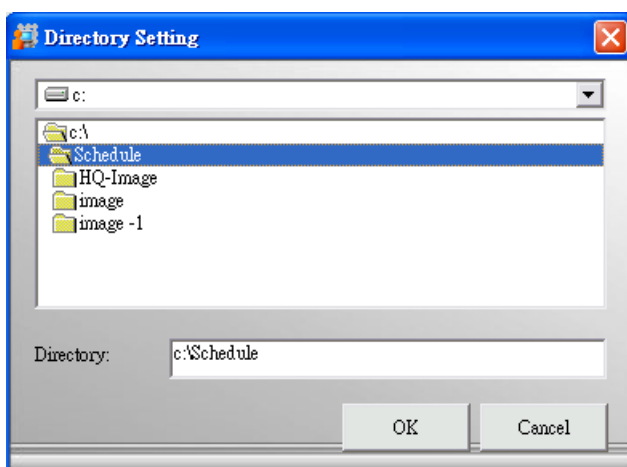 Directory Setting
c:
c:\
Schedule
HQ-Image
image
image -1
Directory: c:\Schedule
OK Cancel